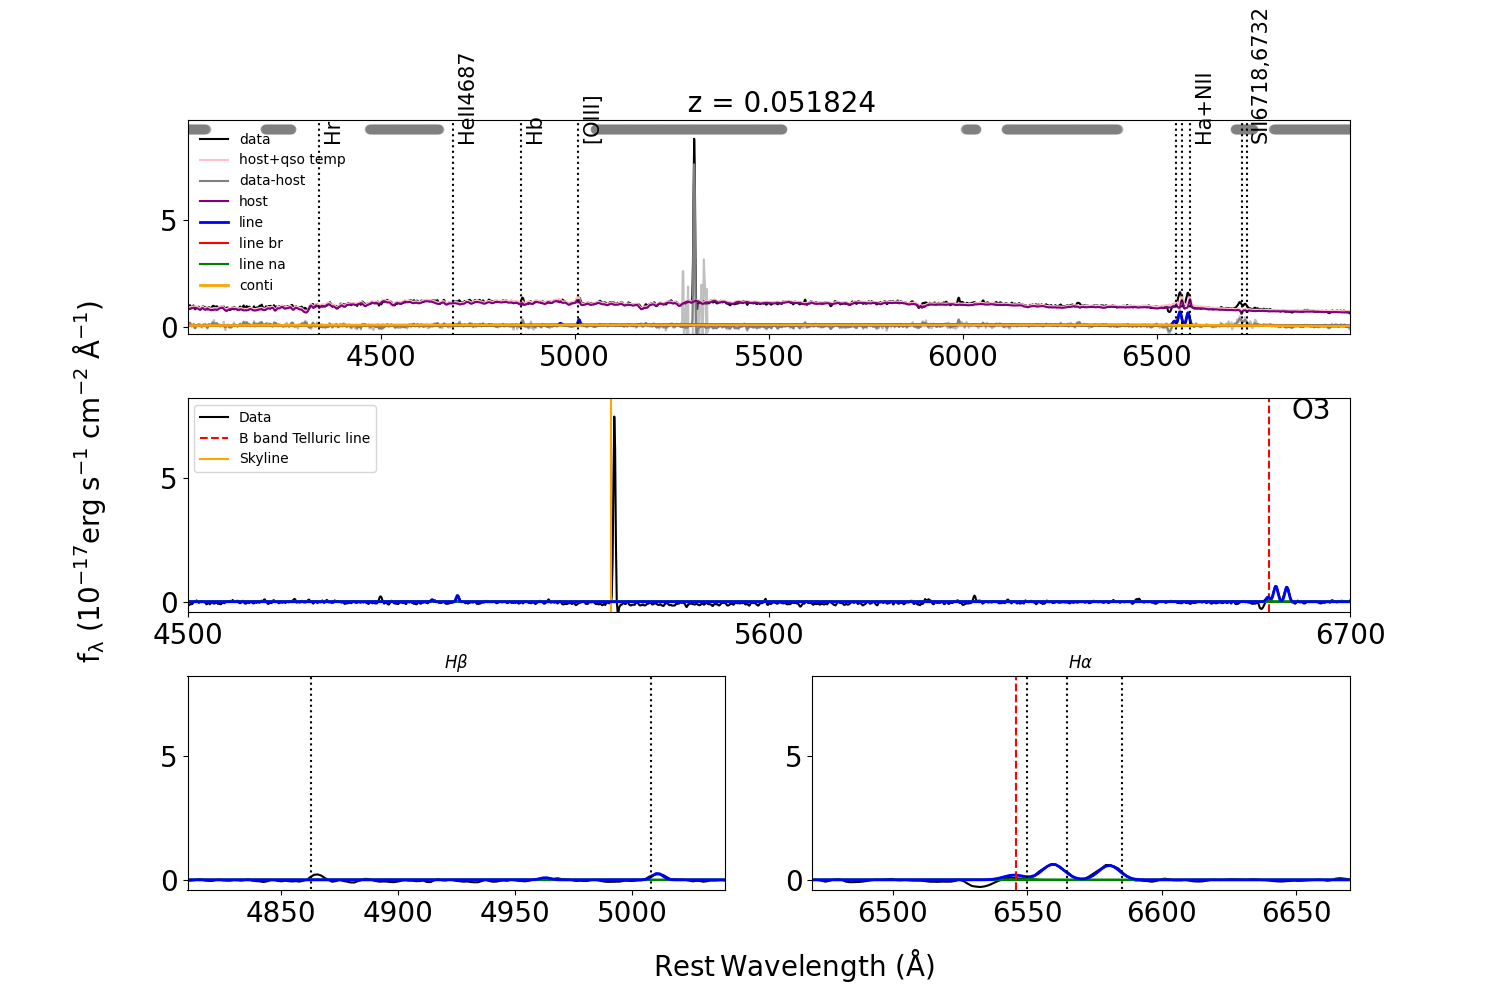 z = 0.051824
Hr
HeII4687
Hb
[OIII]
Ha+NII
SII6718,6732
data
host+qso temp
data-host
host
line
line br
line na
conti
5
0
4500
5000
5500
6000
6500
Data
B band Telluric line
Skyline
O3
5
0
4500
5600
6700
fλ (10⁻¹⁷erg s⁻¹ cm⁻² Å⁻¹)
Hβ
5
0
4850
4900
4950
5000
Hα
5
0
6500
6550
6600
6650
Rest Wavelength (Å)